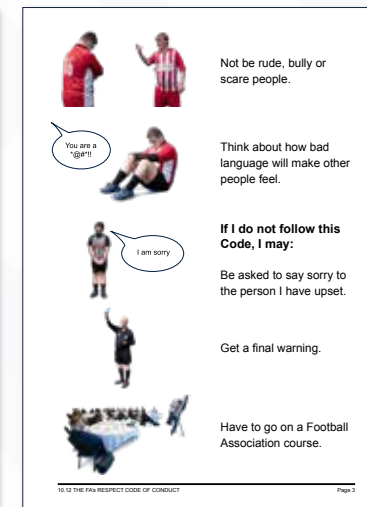 Not be rude, bully or
scare people.
You are a
*@#*!!
Think about how bad
language will make other
people feel.
If I do not follow this
Code, I may:
I am sorry
Be asked to say sorry to
the person I have upset.
Get a final warning.
Have to go on a Football
Association course.
10.12 THE FA's RESPECT CODE OF CONDUCT Page 3